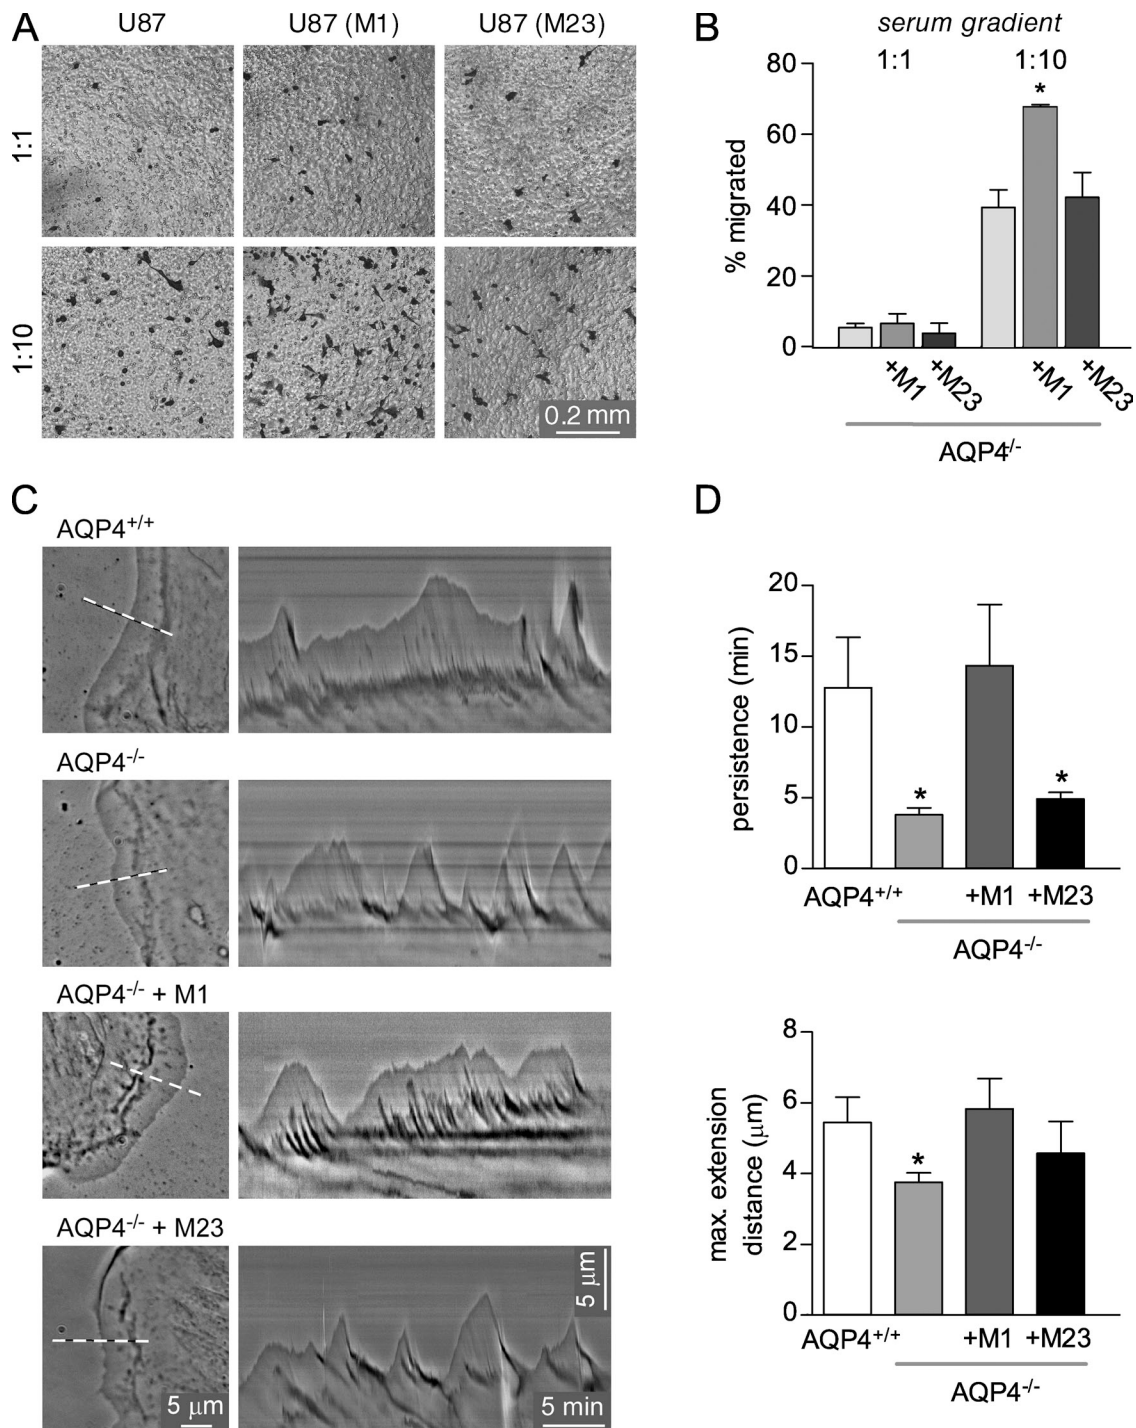 A
U87
U87 (M1)
U87 (M23)
1:1
1:10
0.2 mm
B
serum gradient
1:1
1:10
80
60
40
20
0
% migrated
*
+M1
+M23
+M1
+M23
AQP4-/-
C
AQP4+/+
AQP4-/-
AQP4-/- + M1
AQP4-/- + M23
5 µm
5 µm
5 min
D
20
15
10
5
0
persistence (min)
*
*
AQP4+/+
+M1
+M23
AQP4-/-
8
6
4
2
0
max. extension
distance (µm)
*
AQP4+/+
+M1
+M23
AQP4-/-